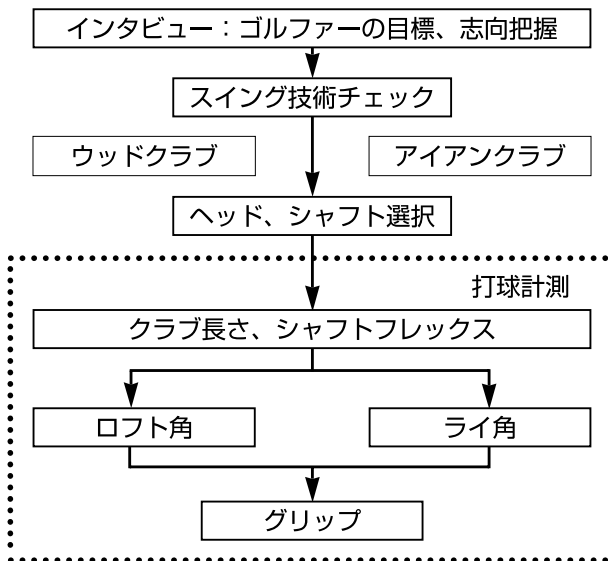 インタビュー：ゴルファーの目標、志向把握
スイング技術チェック
ウッドクラブ
アイアンクラブ
ヘッド、シャフト選択
打球計測
クラブ長さ、シャフトフレックス
ロフト角
ライ角
グリップ